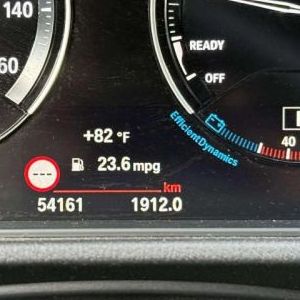 140
60
READY
OFF
EfficientDynamics
40
+82 °F
---
23.6 mpg
km
54161 1912.0